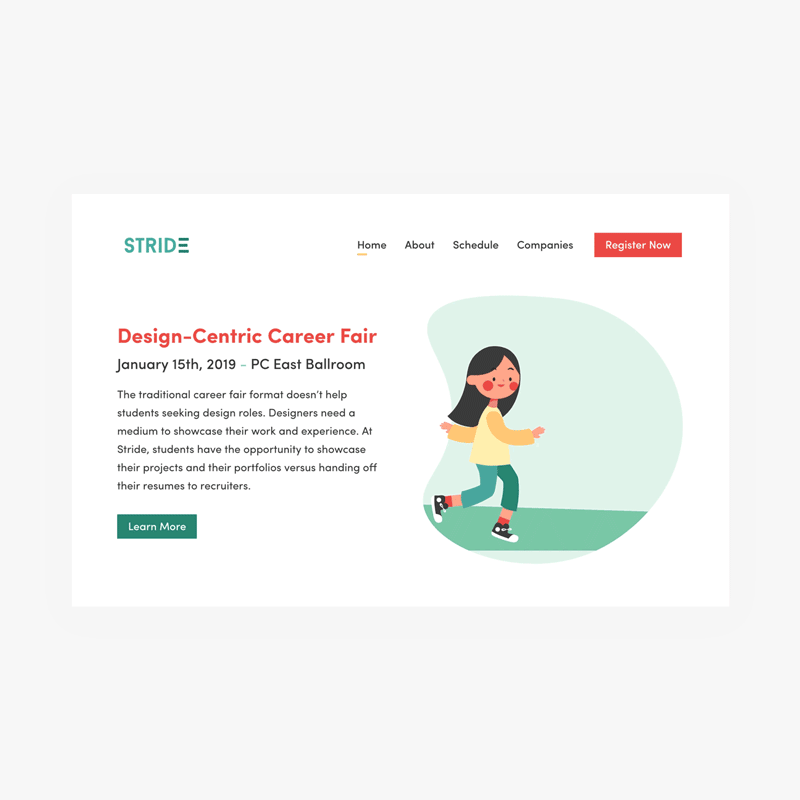 STRIDE
Home About Schedule Companies Register Now
Design-Centric Career Fair
January 15th, 2019 – PC East Ballroom
The traditional career fair format doesn’t help
students seeking design roles. Designers need a
medium to showcase their work and experience. At
Stride, students have the opportunity to showcase
their projects and their portfolios versus handing off
their resumes to recruiters.
Learn More